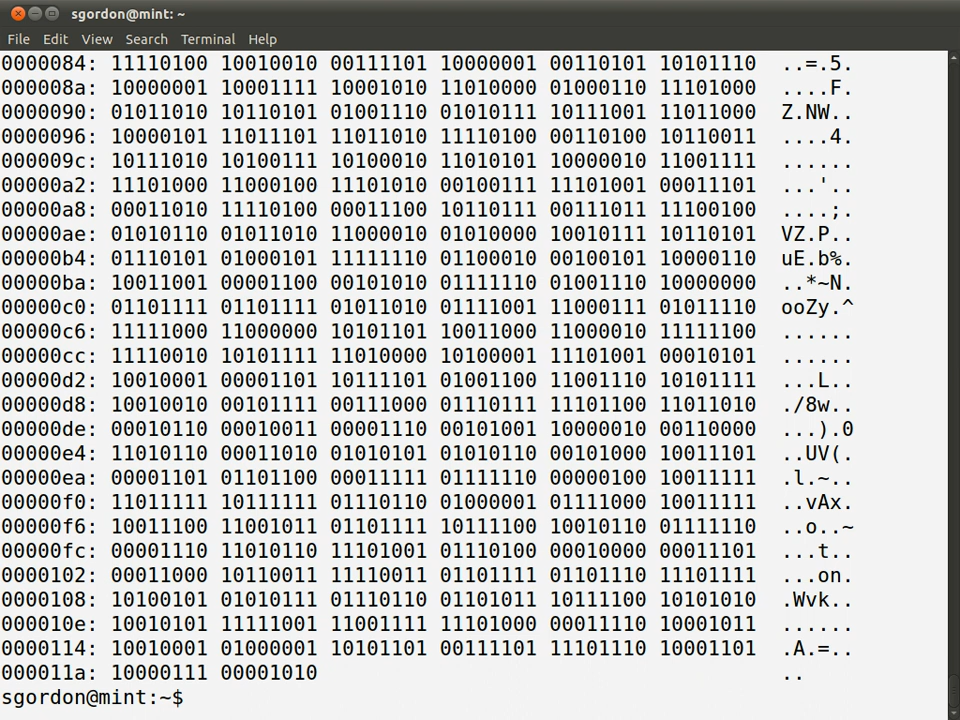 sgordon@mint: ~
File Edit View Search Terminal Help
0000084: 11110100 10010010 00111101 10000001 00110101 10101110  ..=.5.
000008a: 10000001 10001111 10001010 11010000 01000110 11101000  ....F.
0000090: 01011010 10110101 01001110 01010111 10111001 11011000  Z.NW..
0000096: 10000101 11011101 11011010 11110100 00110100 10110011  ....4.
000009c: 10111010 10100111 10100010 11010101 10000010 11001111  ......
00000a2: 11101000 11000100 11101010 00100111 11101001 00011101  ...'..
00000a8: 00011010 11110100 00011100 10110111 00111011 11100100  ....;.
00000ae: 01010110 01011010 11000010 01010000 10010111 10110101  VZ.P..
00000b4: 01110101 01000101 11111110 01100010 00100101 10000110  uE.b%.
00000ba: 10011001 00001100 00101010 01111110 01001110 10000000  ..*~N.
00000c0: 01101111 01101111 01011010 01111001 11000111 01011110  ooZy.^
00000c6: 11111000 11000000 10101101 10011000 11000010 11111100  ......
00000cc: 11110010 10101111 11010000 10100001 11101001 00010101  ......
00000d2: 10010001 00001101 10111101 01001100 11001110 10101111  ...L..
00000d8: 10010010 00101111 00111000 01110111 11101100 11011010  ./8w..
00000de: 00010110 00010011 00001110 00101001 10000010 00110000  ...).0
00000e4: 11010110 00011010 01010101 01010110 00101000 10011101  ..UV(.
00000ea: 00001101 01101100 00011111 01111110 00000100 10011111  .l.~..
00000f0: 11011111 10111111 01110110 01000001 01111000 10011111  ..vAx.
00000f6: 10011100 11001011 01101111 10111100 10010110 01111110  ..o..~
00000fc: 00001110 11010110 11101001 01110100 00010000 00011101  ...t..
0000102: 00011000 10110011 11110011 01101111 01101110 11101111  ...on.
0000108: 10100101 01010111 01110110 01101011 10111100 10101010  .Wvk..
000010e: 10010101 11111001 11001111 11101000 00011110 10001011  ......
0000114: 10010001 01000001 10101101 00111101 11101110 10001101  .A.=..
000011a: 10000111 00001010  ..
sgordon@mint:~$